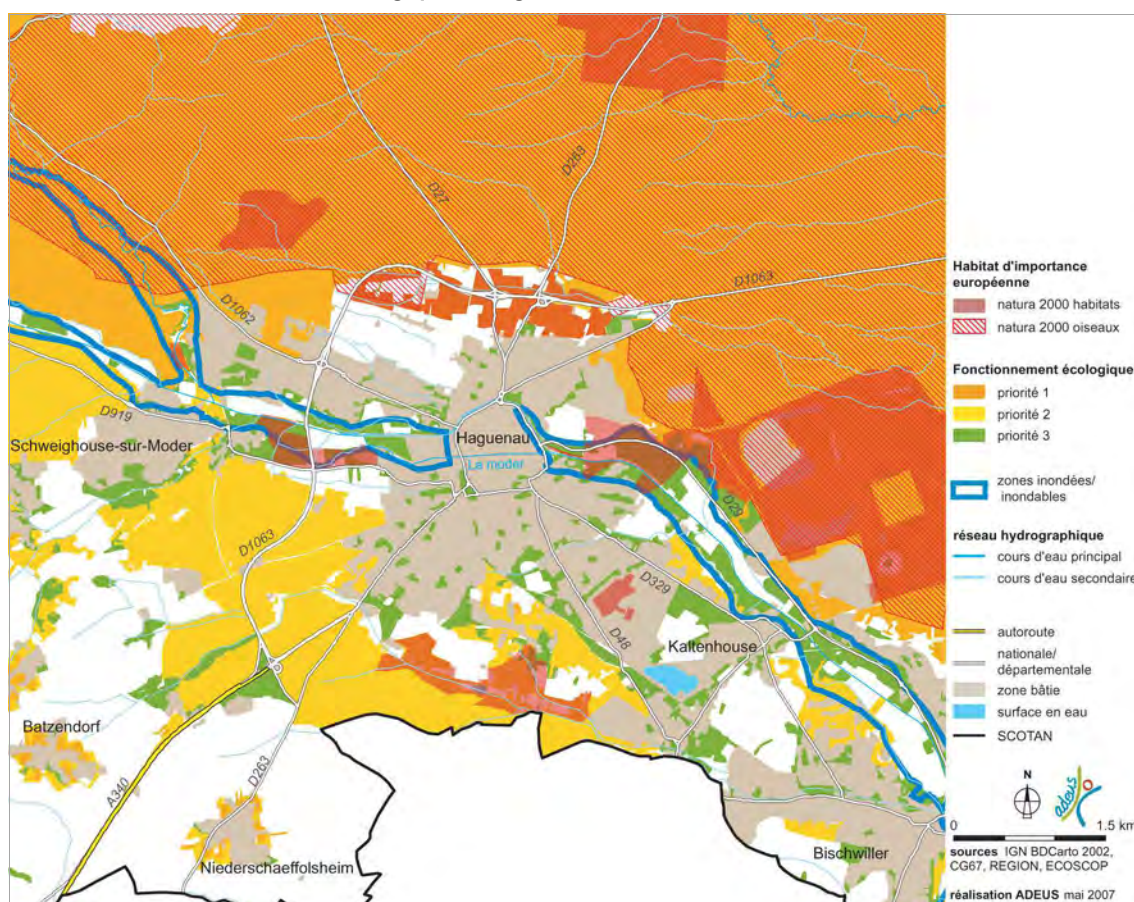 D27
D263
D1063
D1062
D919
Schweighouse-sur-Moder
Haguenau
La moder
D29
D1063
D329
D48
Kaltenhouse
Batzendorf
A340
D263
Niederschaeffolsheim
Bischwiller
Habitat d'importance
européenne
natura 2000 habitats
natura 2000 oiseaux
Fonctionnement écologique
priorité 1
priorité 2
priorité 3
zones inondées/
inondables
réseau hydrographique
cours d'eau principal
cours d'eau secondaire
autoroute
nationale/
départementale
zone bâtie
surface en eau
SCOTAN
N
adeus
0 1.5 km
sources IGN BDCarto 2002,
CG67, REGION, ECOSCOP
réalisation ADEUS mai 2007